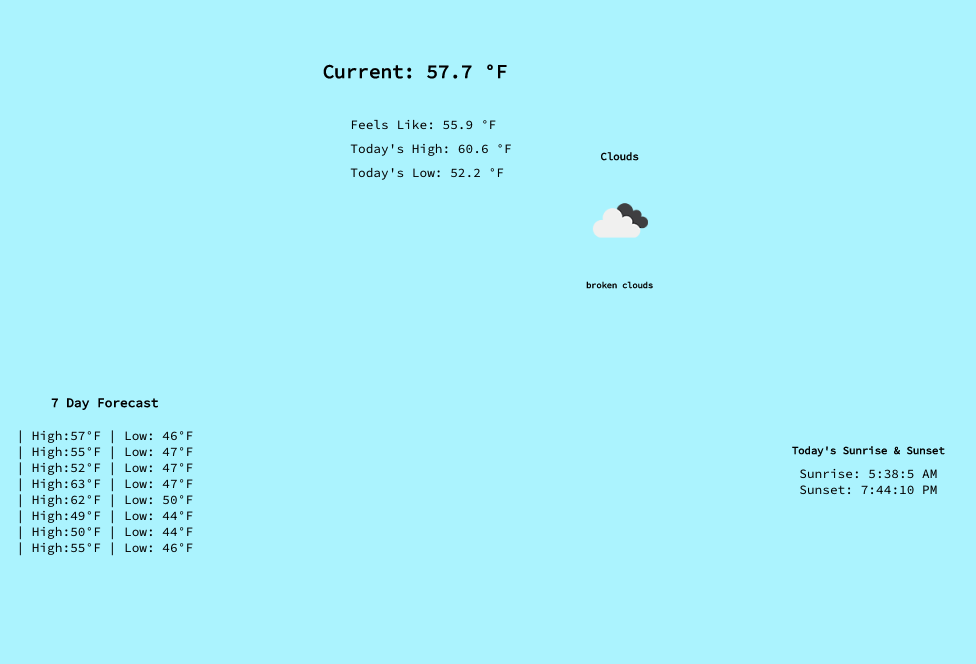 Current: 57.7 °F
Feels Like: 55.9 °F
Today's High: 60.6 °F
Today's Low: 52.2 °F
Clouds
broken clouds
7 Day Forecast
| High:57°F | Low: 46°F
| High:55°F | Low: 47°F
| High:52°F | Low: 47°F
| High:63°F | Low: 47°F
| High:62°F | Low: 50°F
| High:49°F | Low: 44°F
| High:50°F | Low: 44°F
| High:55°F | Low: 46°F
Today's Sunrise & Sunset
Sunrise: 5:38:5 AM
Sunset: 7:44:10 PM